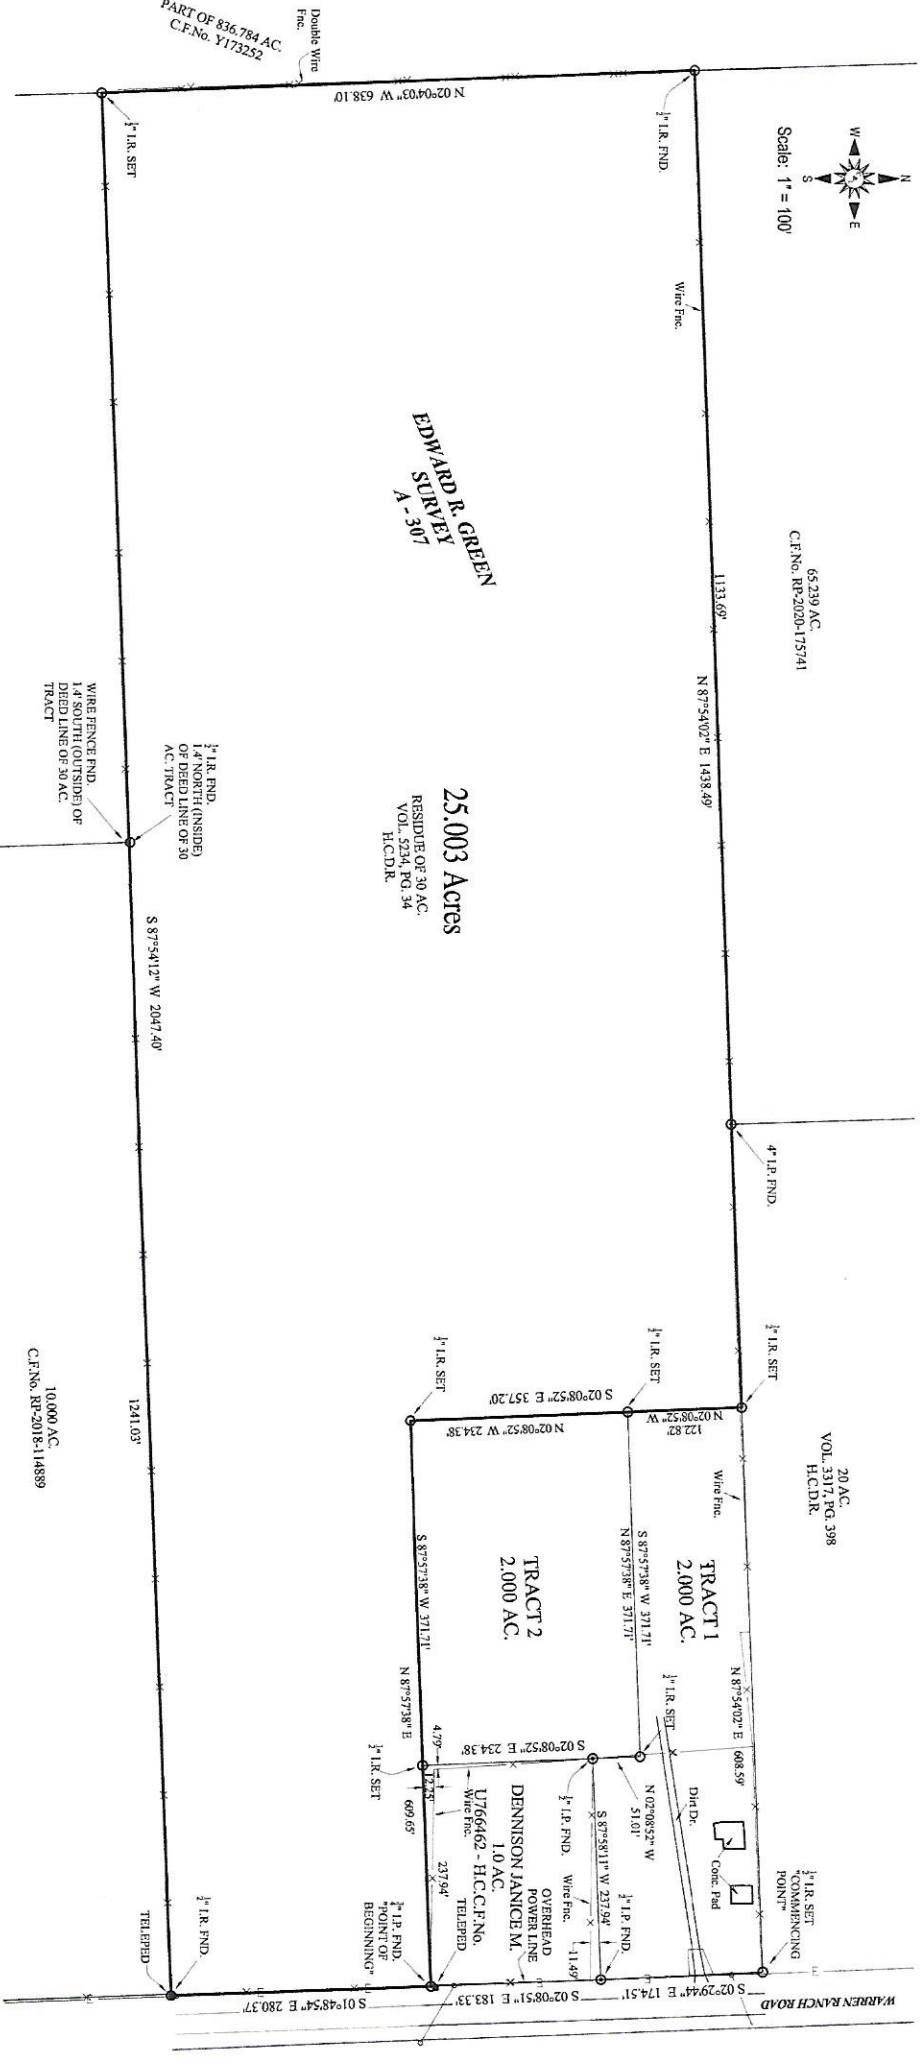 N
W
E
S
Scale: 1" = 100'
65.239 AC.
C.F.No. RP-2020-175741
20 AC.
VOL. 3317, PG. 398
H.C.D.R.
PART OF 836.784 AC.
C.F.No. Y173252
Double Wire
Fnc.
N 02°04'03" W 638.10'
½" I.R. SET
½" I.R. FND.
Wire Fnc.
1133.69'
N 87°54'02" E 1438.49'
4" I.P. FND.
½" I.R. SET
Wire Fnc.
N 87°54'02" E 608.59'
½" I.R. SET
"COMMENCING
POINT"
EDWARD R. GREEN
SURVEY
A - 307
25.003 Acres
RESIDUE OF 30 AC.
VOL. 5234, PG. 34
H.C.D.R.
S 02°08'52" E 357.20'
N 02°08'52" W
122.82'
N 02°08'52" W 234.38'
½" I.R. SET
½" I.R. SET
TRACT 1
2.000 AC.
S 87°57'38" W 371.71'
N 87°57'38" E 371.71'
½" I.R. SET
Dirt Dr.
Conc. Pad
TRACT 2
2.000 AC.
S 02°08'52" E 234.38'
N 02°08'52" W
51.01'
½" I.P. FND.
S 87°58'11" W 237.94'
Wire Fnc.
11.49'
½" I.P. FND.
OVERHEAD
POWER LINE
DENNISON JANICE M.
1.0 AC.
U766462 - H.C.C.F.No.
Wire Fnc.
TELEPED
4.79'
12.75'
237.94'
S 87°57'38" W 371.71'
N 87°57'38" E
609.65'
½" I.R. SET
½" I.P. FND.
"POINT OF
BEGINNING"
S 02°29'44" E 174.51'
S 02°08'51" E 183.33'
S 01°48'54" E 280.37'
WARREN RANCH ROAD
½" I.R. FND.
TELEPED
½" I.R. FND.
1.4' NORTH (INSIDE)
OF DEED LINE OF 30
AC. TRACT
WIRE FENCE FND.
1.4' SOUTH (OUTSIDE) OF
DEED LINE OF 30 AC.
TRACT
S 87°54'12" W 2047.40'
1241.03'
10.000 AC.
C.F.No. RP-2018-114889